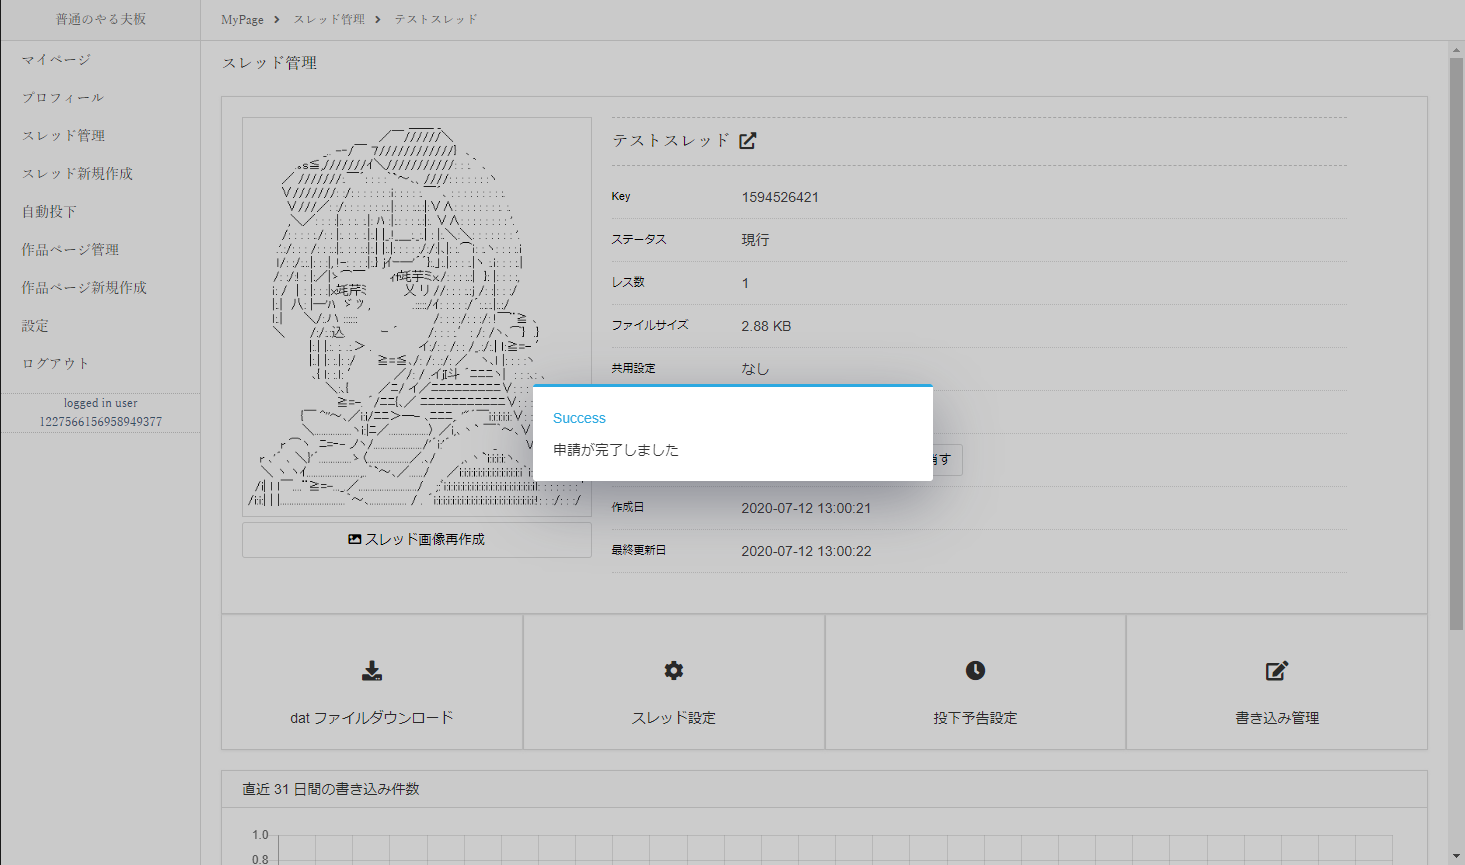 普通のやる夫板
MyPage
スレッド管理
テストスレッド
マイページ
プロフィール
スレッド管理
スレッド新規作成
自動投下
作品ページ管理
作品ページ新規作成
設定
ログアウト
logged in user
1227566156958949377
スレッド管理
スレッド画像再作成
テストスレッド
Key 1594526421
ステータス 現行
レス数 1
ファイルサイズ 2.88 KB
共用設定 なし
Success
申請が完了しました
消す
作成日 2020-07-12 13:00:21
最終更新日 2020-07-12 13:00:22
dat ファイルダウンロード
スレッド設定
投下予告設定
書き込み管理
直近 31 日間の書き込み件数
1.0
0.8